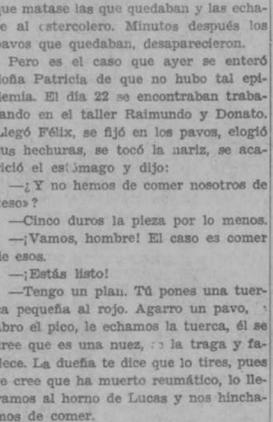 que matase las que quedaban y las echa-
se al estercolero. Minutos después los
pavos que quedaban, desaparecieron.
Pero es el caso que ayer se enteró
doña Patricia de que no hubo tal epi-
demia. El día 22 se encontraban traba-
jando en el taller Raimundo y Donato.
Llegó Félix, se fijó en los pavos, elogió
sus hechuras, se tocó la nariz, se aca-
rició el estómago y dijo:
—¿Y no hemos de comer nosotros de
«eso»?
—Cinco duros la pieza por lo menos.
—¡Vamos, hombre! El caso es comer
de esos.
—¡Estás listo!
—Tengo un plan. Tú pones una tuer-
ca pequeña al rojo. Agarro un pavo,
abro el pico, le echamos la tuerca, él se
cree que es una nuez, se la traga y fa-
llece. La dueña te dice que lo tires, pues
se cree que ha muerto reumático, lo lle-
vamos al horno de Lucas y nos hincha-
mos de comer.